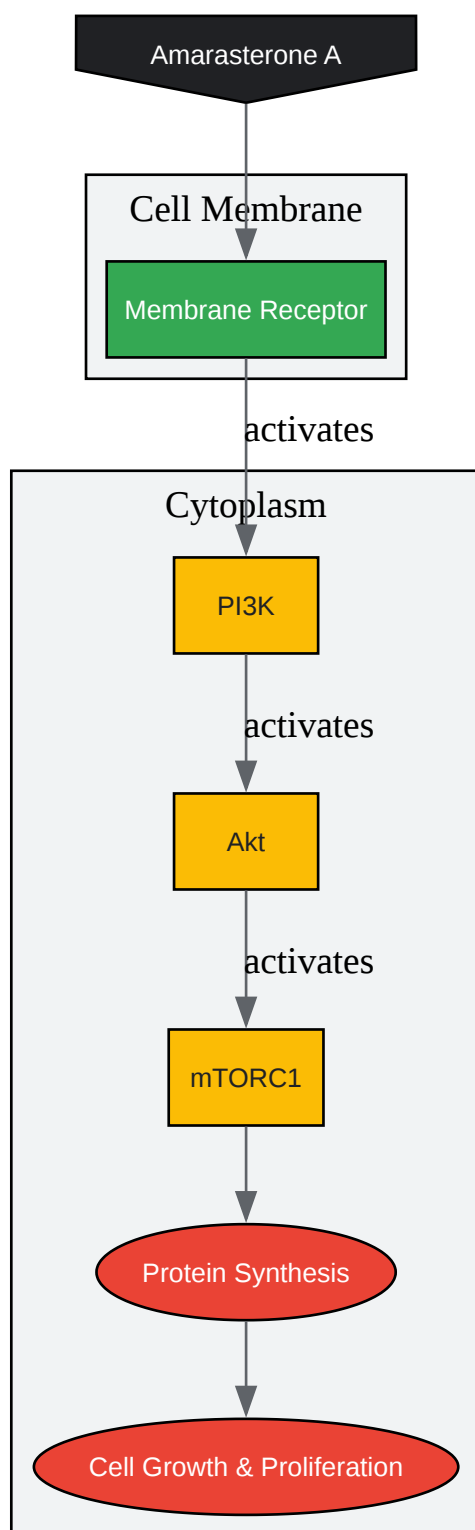 Amarasterone A
Cell Membrane
Membrane Receptor
activates
Cytoplasm
PI3K
activates
Akt
activates
mTORC1
Protein Synthesis
Cell Growth & Proliferation